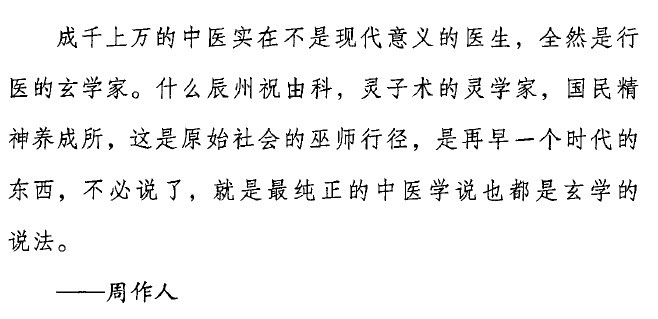 成千上万的中医实在不是现代意义的医生，全然是行
医的玄学家。什么辰州祝由科，灵子术的灵学家，国民精
神养成所，这是原始社会的巫师行径，是再早一个时代的
东西，不必说了，就是最纯正的中医学说也都是玄学的
说法。
——周作人